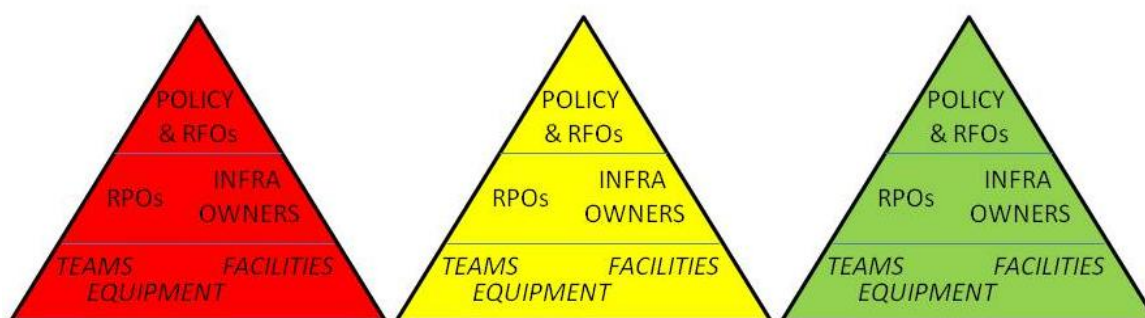 POLICY
& RFOs
RPOs INFRA
OWNERS
TEAMS FACILITIES
EQUIPMENT
POLICY
& RFOs
RPOs INFRA
OWNERS
TEAMS FACILITIES
EQUIPMENT
POLICY
& RFOs
RPOs INFRA
OWNERS
TEAMS FACILITIES
EQUIPMENT